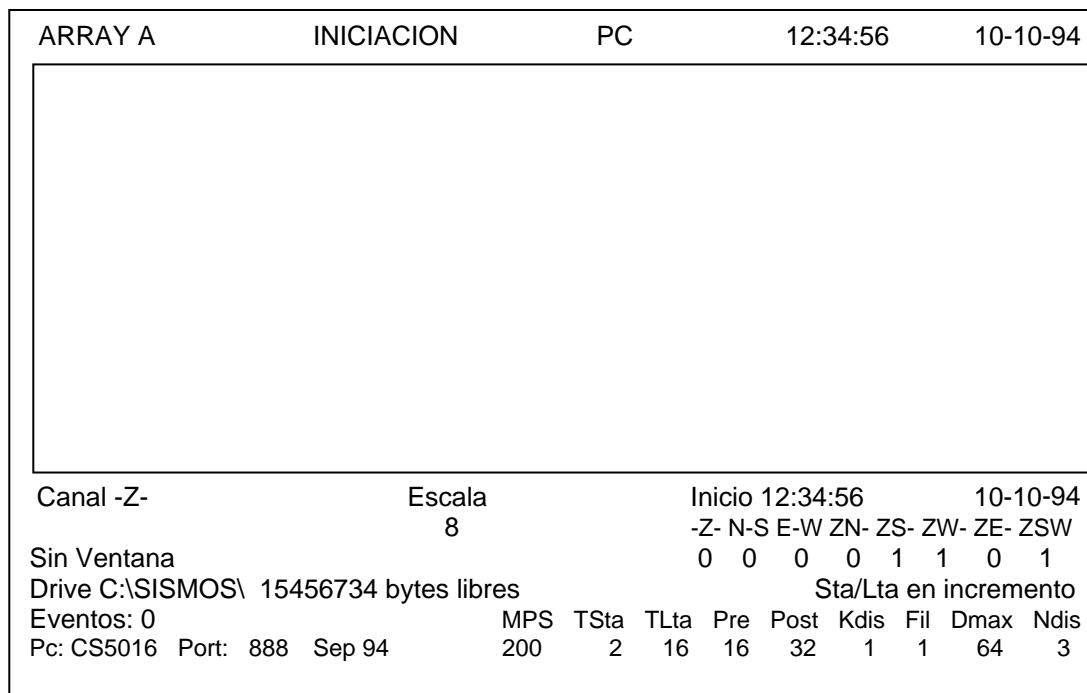 ARRAY A INICIACION PC 12:34:56 10-10-94
Canal -Z- Escala Inicio 12:34:56 10-10-94
8 -Z- N-S E-W ZN- ZS- ZW- ZE- ZSW
Sin Ventana 0 0 0 0 1 1 0 1
Drive C:\SISMOS\ 15456734 bytes libres Sta/Lta en incremento
Eventos: 0 MPS TSta TLta Pre Post Kdis Fil Dmax Ndis
Pc: CS5016 Port: 888 Sep 94 200 2 16 16 32 1 1 64 3